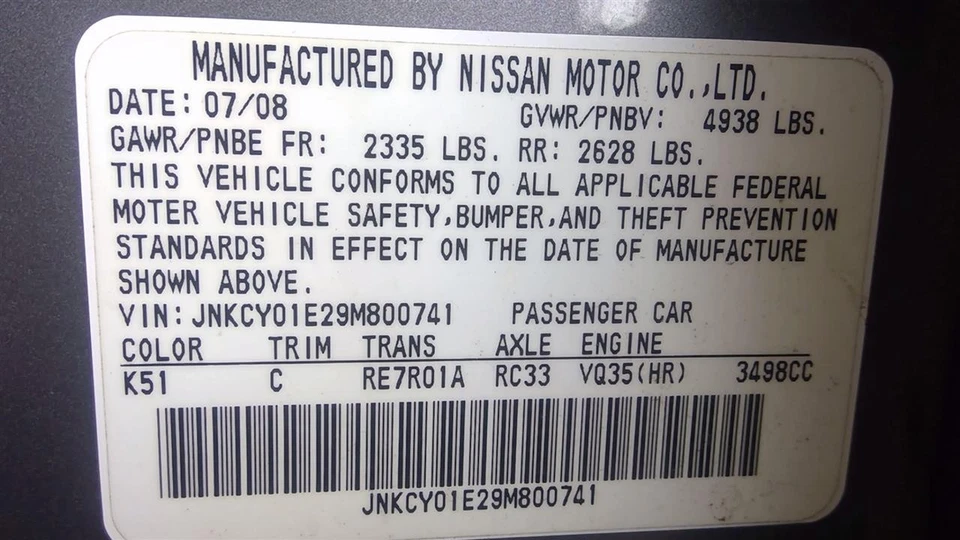 MANUFACTURED BY NISSAN MOTOR CO.,LTD.
DATE: 07/08 GVWR/PNBV: 4938 LBS.
GAWR/PNBE FR: 2335 LBS. RR: 2628 LBS.
THIS VEHICLE CONFORMS TO ALL APPLICABLE FEDERAL
MOTER VEHICLE SAFETY,BUMPER,AND THEFT PREVENTION
STANDARDS IN EFFECT ON THE DATE OF MANUFACTURE
SHOWN ABOVE.
VIN: JNKCY01E29M800741 PASSENGER CAR
COLOR TRIM TRANS AXLE ENGINE
K51 C RE7R01A RC33 VQ35(HR) 3498CC
JNKCY01E29M800741